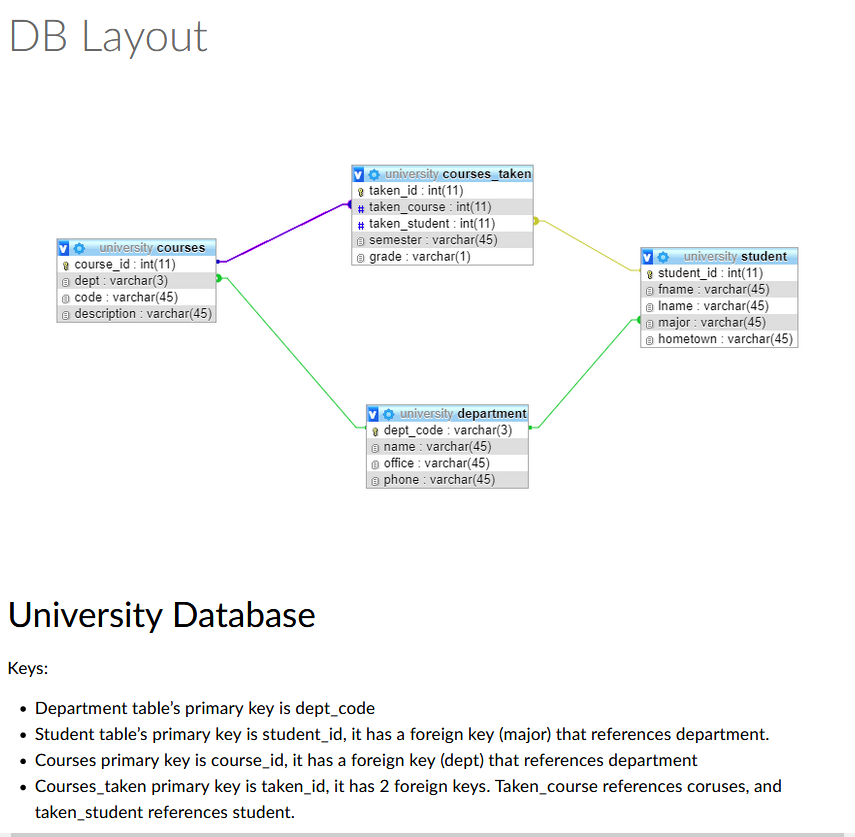 DB Layout
university courses_taken
taken_id : int(11)
taken_course : int(11)
taken_student : int(11)
semester : varchar(45)
grade : varchar(1)
university courses
course_id : int(11)
dept : varchar(3)
code : varchar(45)
description : varchar(45)
university student
student_id : int(11)
fname : varchar(45)
lname : varchar(45)
major : varchar(45)
hometown : varchar(45)
university department
dept_code : varchar(3)
name : varchar(45)
office : varchar(45)
phone : varchar(45)
University Database
Keys:
• Department table’s primary key is dept_code
• Student table’s primary key is student_id, it has a foreign key (major) that references department.
• Courses primary key is course_id, it has a foreign key (dept) that references department
• Courses_taken primary key is taken_id, it has 2 foreign keys. Taken_course references coruses, and
taken_student references student.